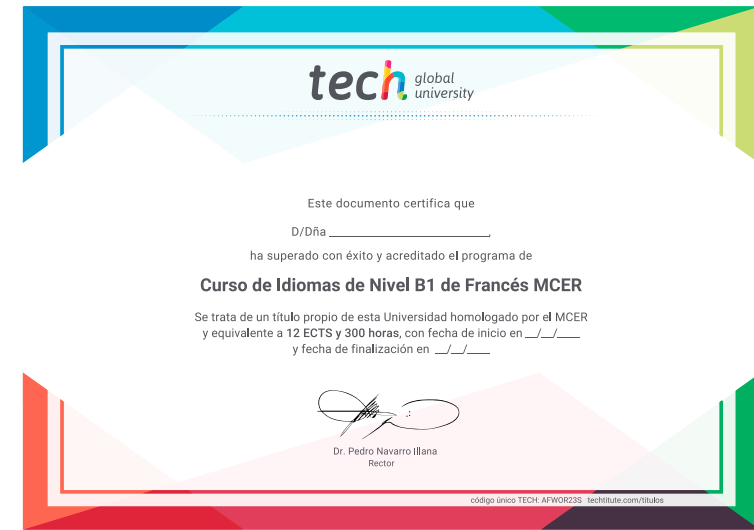 tech global university
Este documento certifica que
D/Dña ______________________,
ha superado con éxito y acreditado el programa de
Curso de Idiomas de Nivel B1 de Francés MCER
Se trata de un título propio de esta Universidad homologado por el MCER
y equivalente a 12 ECTS y 300 horas, con fecha de inicio en __/__/____
y fecha de finalización en __/__/____
Dr. Pedro Navarro Illana
Rector
código único TECH: AFWOR23S techtitute.com/titulos